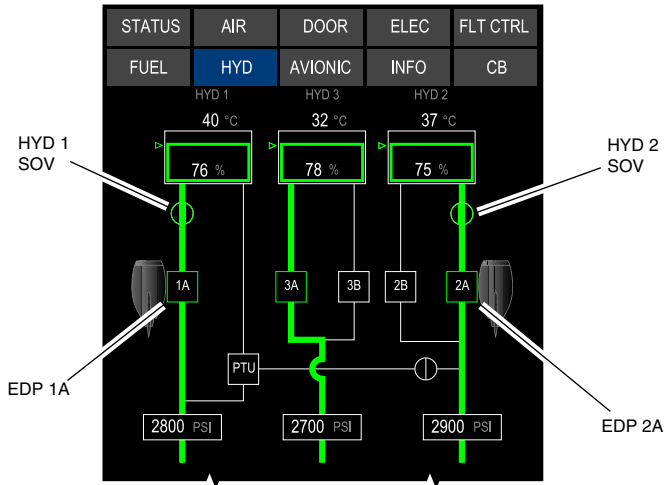 STATUS AIR DOOR ELEC FLT CTRL
FUEL HYD AVIONIC INFO CB
HYD 1 HYD 3 HYD 2
40 °C 32 °C 37 °C
HYD 1
SOV
HYD 2
SOV
76 % 78 % 75 %
1A 3A 3B 2B 2A
PTU
EDP 1A
EDP 2A
2800 PSI 2700 PSI 2900 PSI